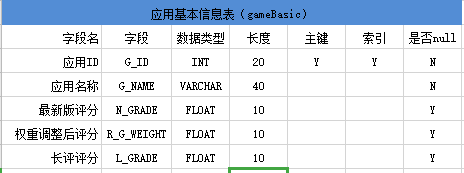 应用基本信息表（gameBasic）
字段名 字段 数据类型 长度 主键 索引 是否null
应用ID G_ID INT 20 Y Y N
应用名称 G_NAME VARCHAR 40 N
最新版评分 N_GRADE FLOAT 10 Y
权重调整后评分 R_G_WEIGHT FLOAT 10 Y
长评评分 L_GRADE FLOAT 10 Y